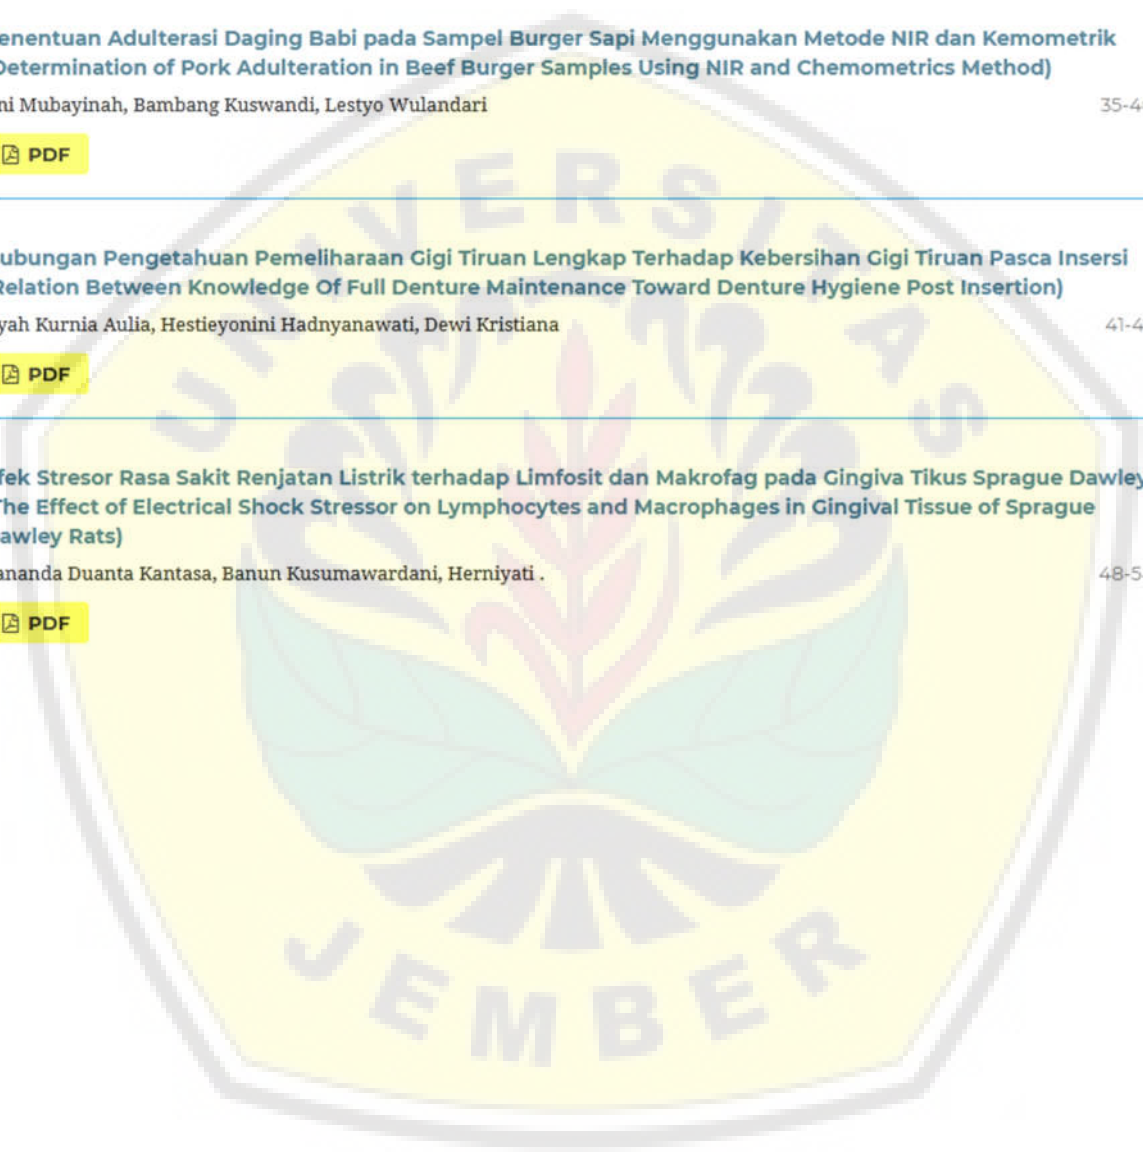 enentuan Adulterasi Daging Babi pada Sampel Burger Sapi Menggunakan Metode NIR dan Kemometrik
Determination of Pork Adulteration in Beef Burger Samples Using NIR and Chemometrics Method)
ni Mubayinah, Bambang Kuswandi, Lestyo Wulandari
35-4
PDF
ubungan Pengetahuan Pemeliharaan Gigi Tiruan Lengkap Terhadap Kebersihan Gigi Tiruan Pasca Insersi
Relation Between Knowledge Of Full Denture Maintenance Toward Denture Hygiene Post Insertion)
yah Kurnia Aulia, Hestieyonini Hadnyanawati, Dewi Kristiana
41-4
PDF
fek Stresor Rasa Sakit Renjatan Listrik terhadap Limfosit dan Makrofag pada Gingiva Tikus Sprague Dawley
The Effect of Electrical Shock Stressor on Lymphocytes and Macrophages in Gingival Tissue of Sprague
awley Rats)
ananda Duanta Kantasa, Banun Kusumawardani, Herniyati .
48-5
PDF
UNIVERSITAS
JEMBER